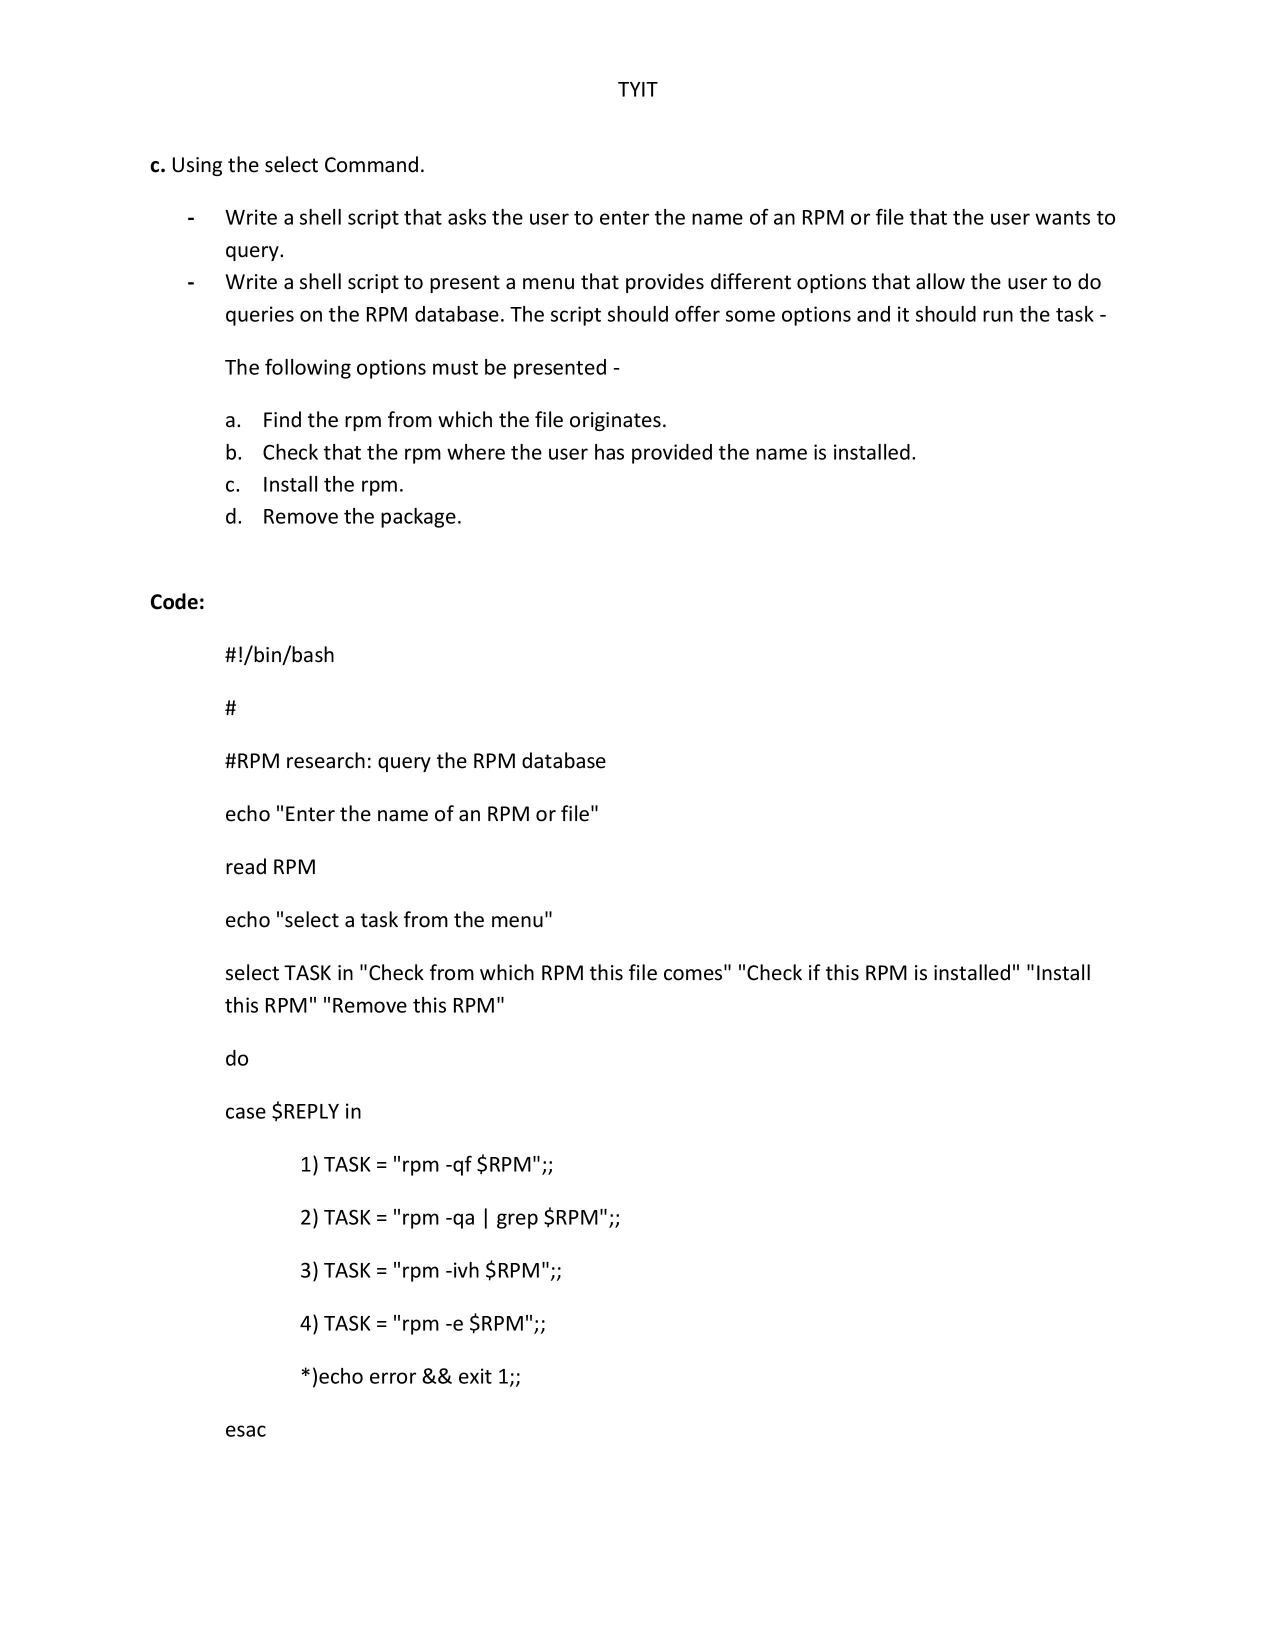 TYIT
c. Using the select Command.
- Write a shell script that asks the user to enter the name of an RPM or file that the user wants to
query.
- Write a shell script to present a menu that provides different options that allow the user to do
queries on the RPM database. The script should offer some options and it should run the task -
The following options must be presented -
a. Find the rpm from which the file originates.
b. Check that the rpm where the user has provided the name is installed.
c. Install the rpm.
d. Remove the package.
Code:
#!/bin/bash
#
#RPM research: query the RPM database
echo "Enter the name of an RPM or file"
read RPM
echo "select a task from the menu"
select TASK in "Check from which RPM this file comes" "Check if this RPM is installed" "Install
this RPM" "Remove this RPM"
do
case $REPLY in
1) TASK = "rpm -qf $RPM";;
2) TASK = "rpm -qa | grep $RPM";;
3) TASK = "rpm -ivh $RPM";;
4) TASK = "rpm -e $RPM";;
*)echo error && exit 1;;
esac